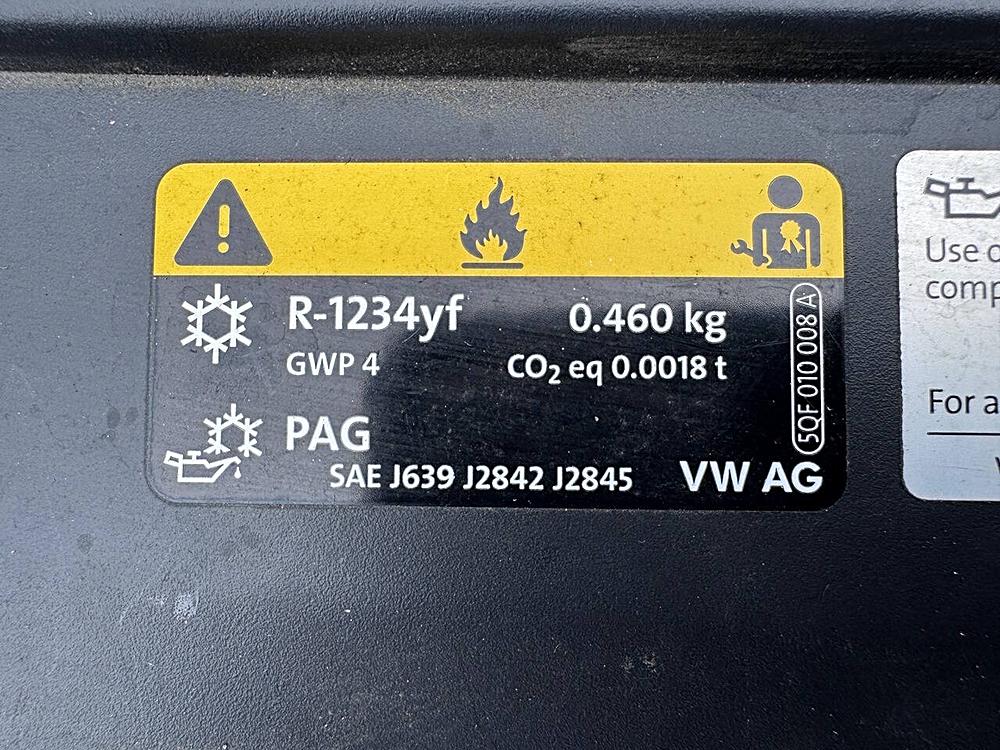 R-1234yf 0.460 kg
GWP 4 CO₂ eq 0.0018 t
PAG
SAE J639 J2842 J2845 VW AG
5QF 010 008 A
Use
For a